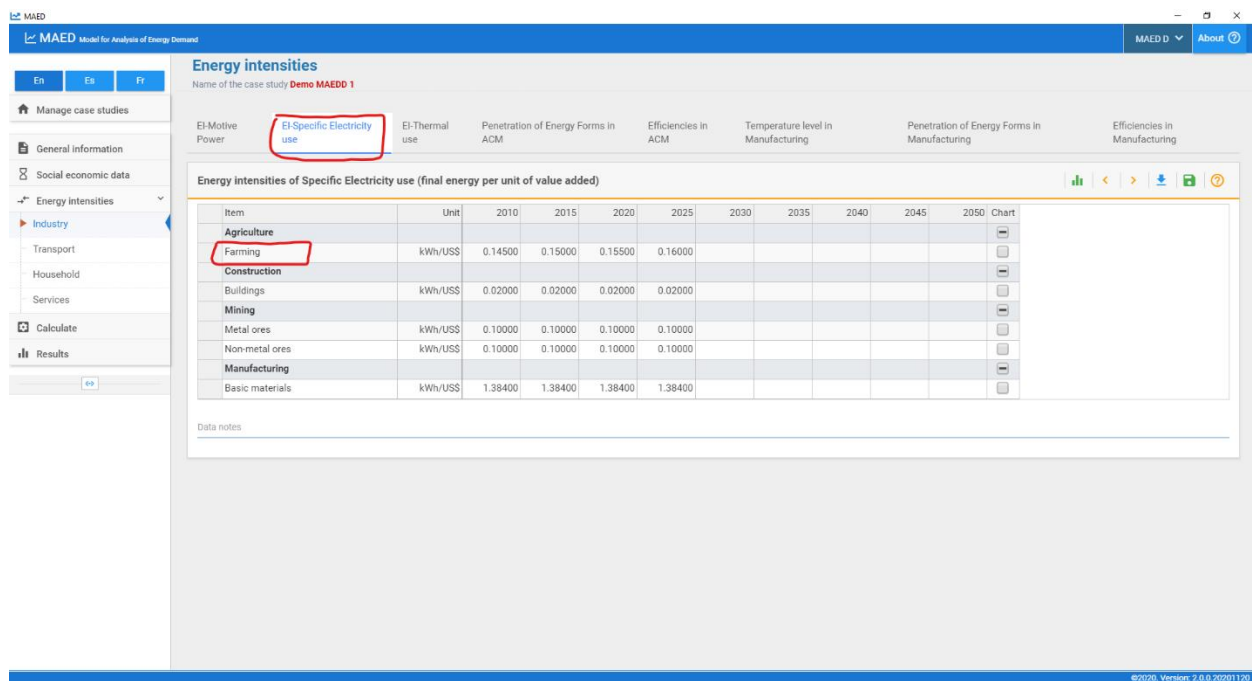 MAED
MAED Model for Analysis of Energy Demand MAED D About
En Es Fr
Manage case studies
General information
Social economic data
Energy intensities
Industry
Transport
Household
Services
Calculate
Results
Energy intensities
Name of the case study Demo MAEDD 1
EI-Motive Power
EI-Specific Electricity use
EI-Thermal use
Penetration of Energy Forms in ACM
Efficiencies in ACM
Temperature level in Manufacturing
Penetration of Energy Forms in Manufacturing
Efficiencies in Manufacturing
Energy intensities of Specific Electricity use (final energy per unit of value added)
Item Unit 2010 2015 2020 2025 2030 2035 2040 2045 2050 Chart
Agriculture
Farming kWh/US$ 0.14500 0.15000 0.15500 0.16000
Construction
Buildings kWh/US$ 0.02000 0.02000 0.02000 0.02000
Mining
Metal ores kWh/US$ 0.10000 0.10000 0.10000 0.10000
Non-metal ores kWh/US$ 0.10000 0.10000 0.10000 0.10000
Manufacturing
Basic materials kWh/US$ 1.38400 1.38400 1.38400 1.38400
Data notes
©2020. Version: 2.0.0.20201120